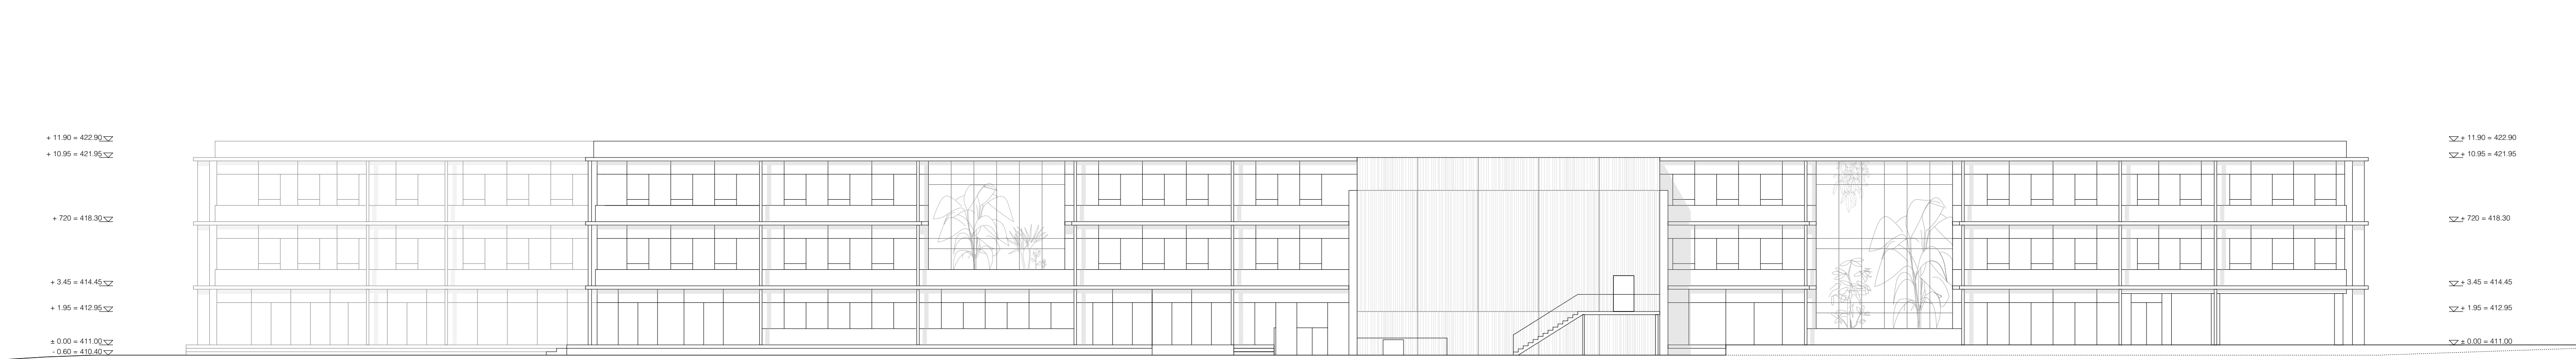 + 11.90 = 422.90
+ 10.95 = 421.95
+ 720 = 418.30
+ 3.45 = 414.45
+ 1.95 = 412.95
± 0.00 = 411.00
- 0.60 = 410.40
+ 11.90 = 422.90
+ 10.95 = 421.95
+ 720 = 418.30
+ 3.45 = 414.45
+ 1.95 = 412.95
± 0.00 = 411.00